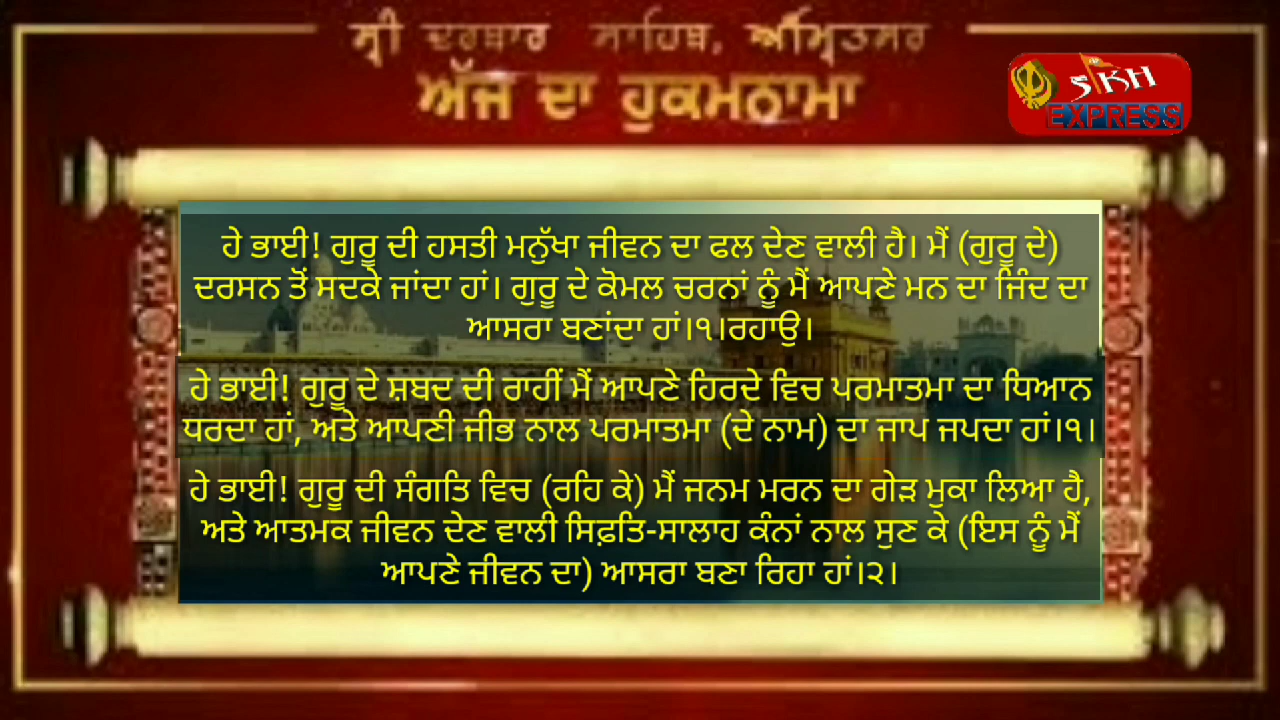 ਸ੍ਰੀ ਦਰਬਾਰ ਸਾਹਿਬ, ਅੰਮ੍ਰਿਤਸਰ
ਅੱਜ ਦਾ ਹੁਕਮਨਾਮਾ
SIKH
EXPRESS
ਹੇ ਭਾਈ! ਗੁਰੂ ਦੀ ਹਸਤੀ ਮਨੁੱਖਾ ਜੀਵਨ ਦਾ ਫਲ ਦੇਣ ਵਾਲੀ ਹੈ। ਮੈਂ (ਗੁਰੂ ਦੇ)
ਦਰਸਨ ਤੋਂ ਸਦਕੇ ਜਾਂਦਾ ਹਾਂ। ਗੁਰੂ ਦੇ ਕੋਮਲ ਚਰਨਾਂ ਨੂੰ ਮੈਂ ਆਪਣੇ ਮਨ ਦਾ ਜਿੰਦ ਦਾ
ਆਸਰਾ ਬਣਾਂਦਾ ਹਾਂ।੧।ਰਹਾਉ।
ਹੇ ਭਾਈ! ਗੁਰੂ ਦੇ ਸ਼ਬਦ ਦੀ ਰਾਹੀਂ ਮੈਂ ਆਪਣੇ ਹਿਰਦੇ ਵਿਚ ਪਰਮਾਤਮਾ ਦਾ ਧਿਆਨ
ਧਰਦਾ ਹਾਂ, ਅਤੇ ਆਪਣੀ ਜੀਭ ਨਾਲ ਪਰਮਾਤਮਾ (ਦੇ ਨਾਮ) ਦਾ ਜਾਪ ਜਪਦਾ ਹਾਂ।੧।
ਹੇ ਭਾਈ! ਗੁਰੂ ਦੀ ਸੰਗਤਿ ਵਿਚ (ਰਹਿ ਕੇ) ਮੈਂ ਜਨਮ ਮਰਨ ਦਾ ਗੇੜ ਮੁਕਾ ਲਿਆ ਹੈ,
ਅਤੇ ਆਤਮਕ ਜੀਵਨ ਦੇਣ ਵਾਲੀ ਸਿਫ਼ਤਿ-ਸਾਲਾਹ ਕੰਨਾਂ ਨਾਲ ਸੁਣ ਕੇ (ਇਸ ਨੂੰ ਮੈਂ
ਆਪਣੇ ਜੀਵਨ ਦਾ) ਆਸਰਾ ਬਣਾ ਰਿਹਾ ਹਾਂ।੨।